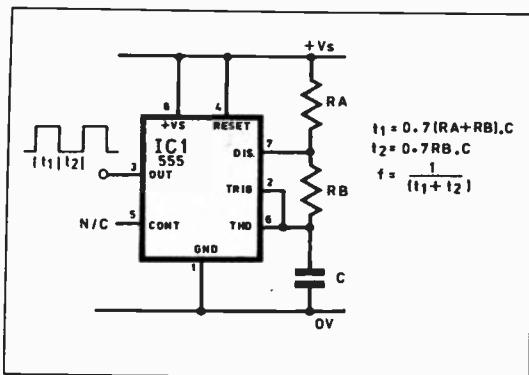 +Vs
8
4
RA
+VS
RESET
t1 = 0.7(RA+RB).C
IC1
7
t2 = 0.7RB.C
555
DIS.
f = 1
(t1 + t2)
|t1|t2|
3
OUT
2
TRIG
RB
N/C
5
CONT
THD
6
GND
1
C
0V